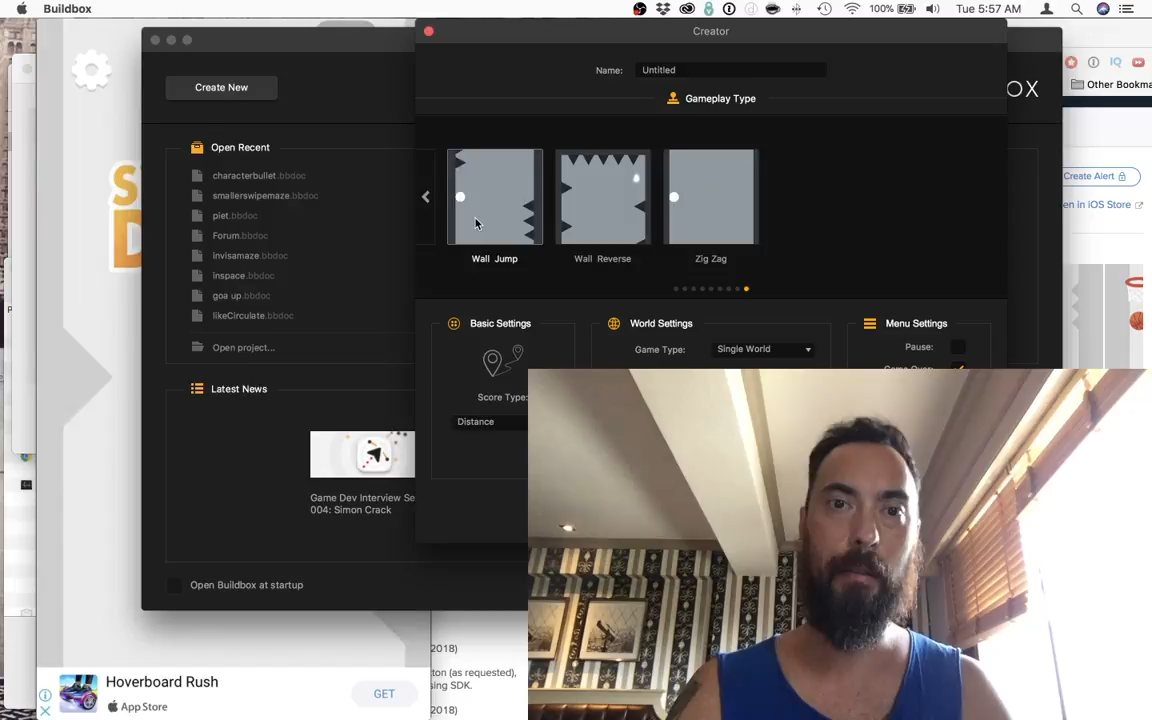 Buildbox
100%
Tue 5:57 AM
Creator
Name:
Untitled
Create New
Gameplay Type
OX
IQ
Other Bookma
Open Recent
characterbullet.bbdoc
smallerswipemaze.bbdoc
piet.bbdoc
Forum.bbdoc
invisamaze.bbdoc
inspace.bbdoc
goa up.bbdoc
likeCirculate.bbdoc
Open project...
Wall Jump
Wall Reverse
Zig Zag
Create Alert
en in iOS Store
Basic Settings
World Settings
Menu Settings
Game Type:
Single World
Pause:
Score Type:
Distance
Latest News
Game Dev Interview Se
004: Simon Crack
Open Buildbox at startup
S
D
2018)
ton (as requested),
sing SDK.
2018)
Hoverboard Rush
App Store
GET